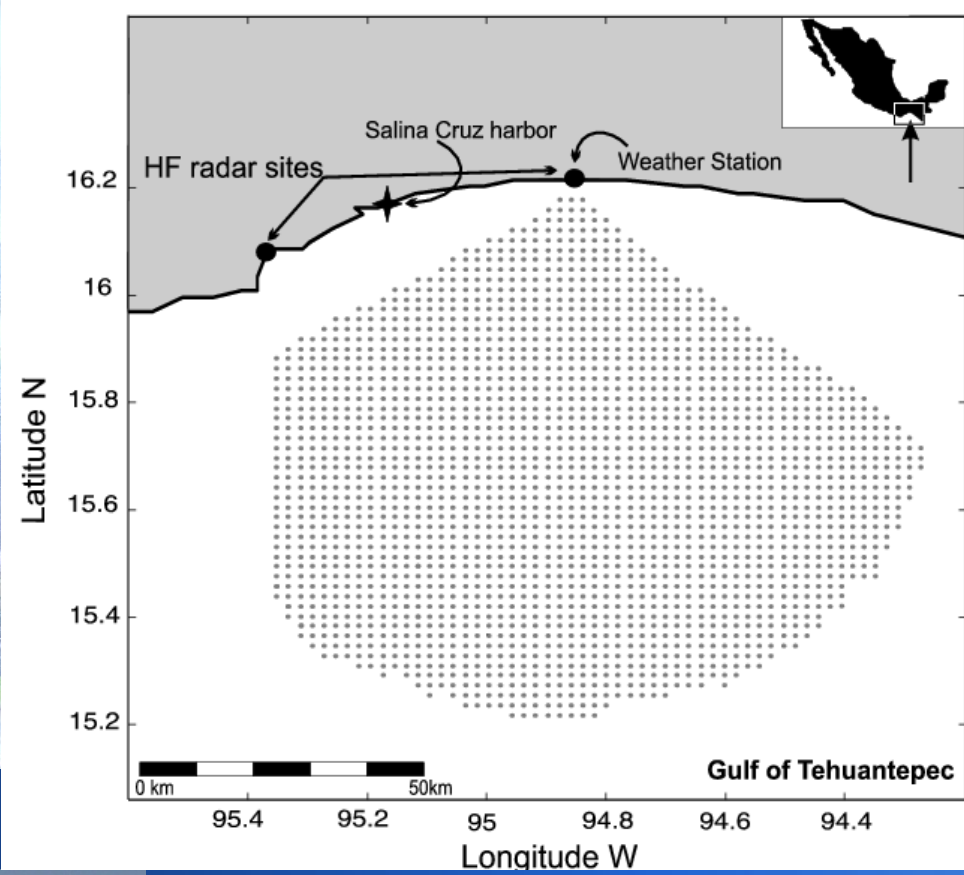 Salina Cruz harbor
HF radar sites
Weather Station
16.2
16
15.8
15.6
15.4
15.2
Latitude N
0 km
50km
Gulf of Tehuantepec
95.4
95.2
95
94.8
94.6
94.4
Longitude W